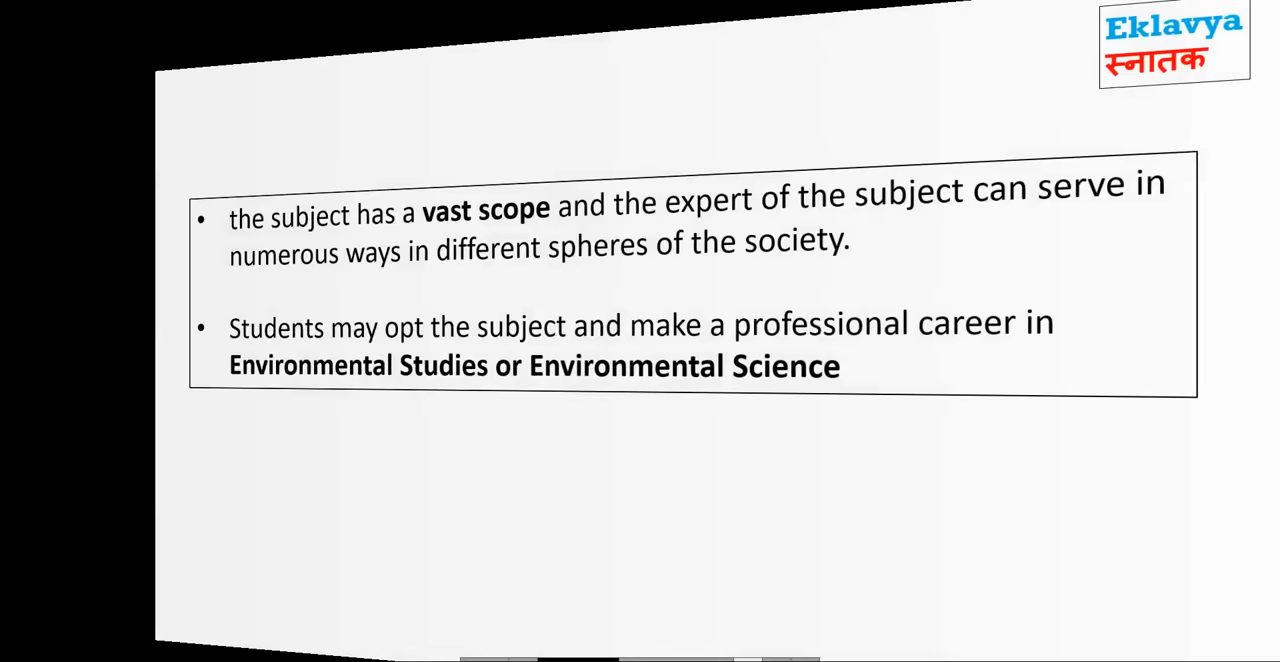 Eklavya
स्नातक
• the subject has a vast scope and the expert of the subject can serve in
numerous ways in different spheres of the society.
• Students may opt the subject and make a professional career in
Environmental Studies or Environmental Science